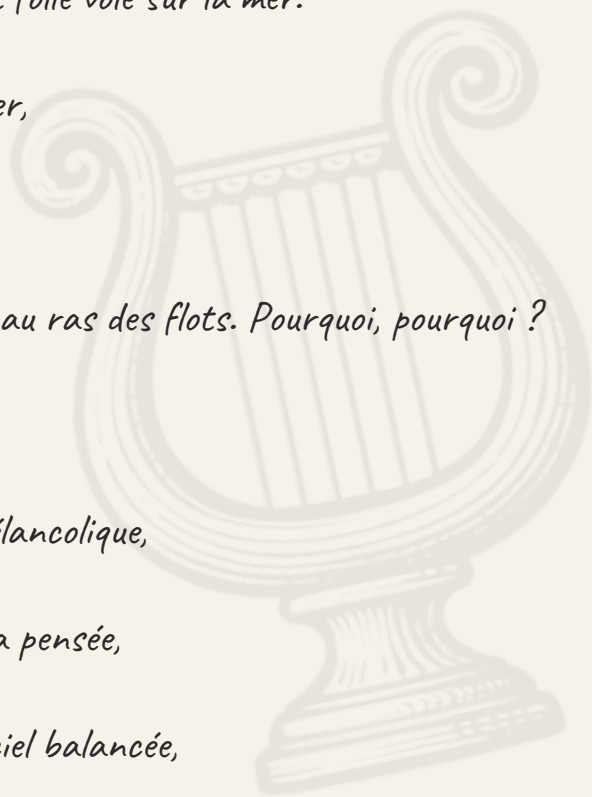 folle vole sur la mer.
er,
au ras des flots. Pourquoi, pourquoi ?
élancolique,
a pensée,
iel balancée,